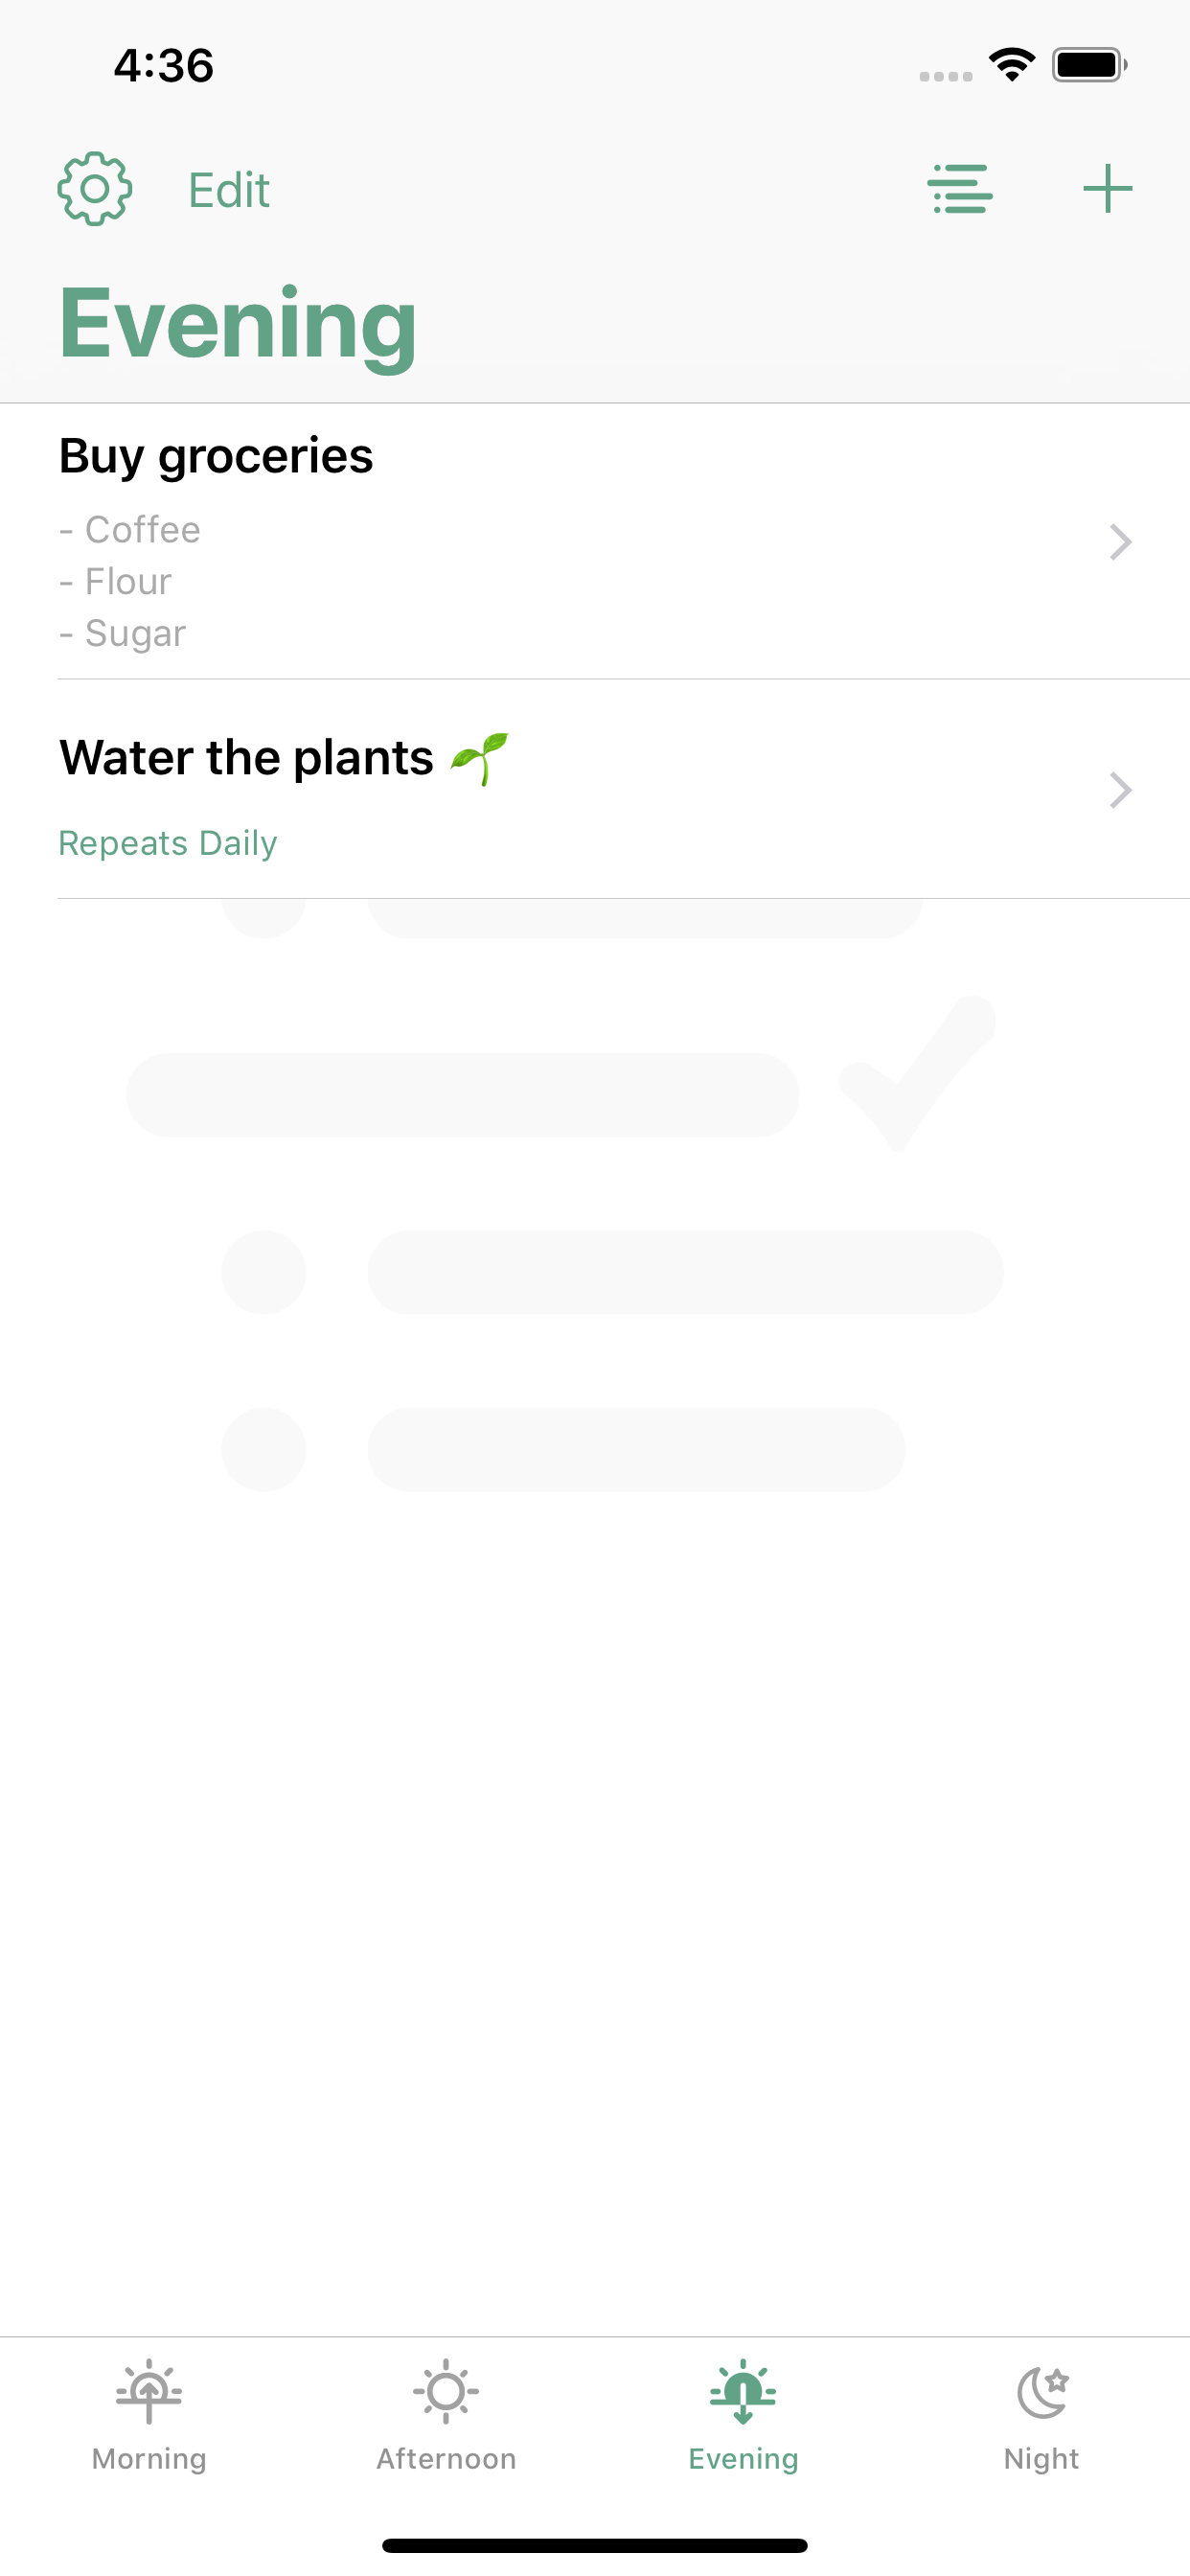 4:36
Edit
Evening
Buy groceries
- Coffee
- Flour
- Sugar
Water the plants 🌱
Repeats Daily
Morning
Afternoon
Evening
Night